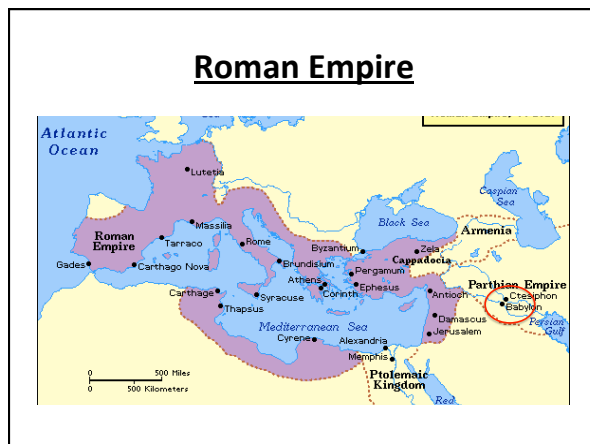 Roman Empire
Atlantic
Ocean
Lutetia
Caspian
Sea
Massilia
Black Sea
Armenia
Roman
Empire
Tarraco
Rome
Byzantium
Zela
Cappadocia
Brundisium
Pergamum
Gades
Carthago Nova
Athens
Ephesus
Parthian Empire
Carthage
Syracuse
Corinth
Antioch
Ctesiphon
Babylon
Thapsus
Damascus
Persian
Gulf
Mediterranean Sea
Cyrene
Alexandria
Jerusalem
Memphis
Ptolemaic
Kingdom
0 500 Miles
0 500 Kilometers
Red